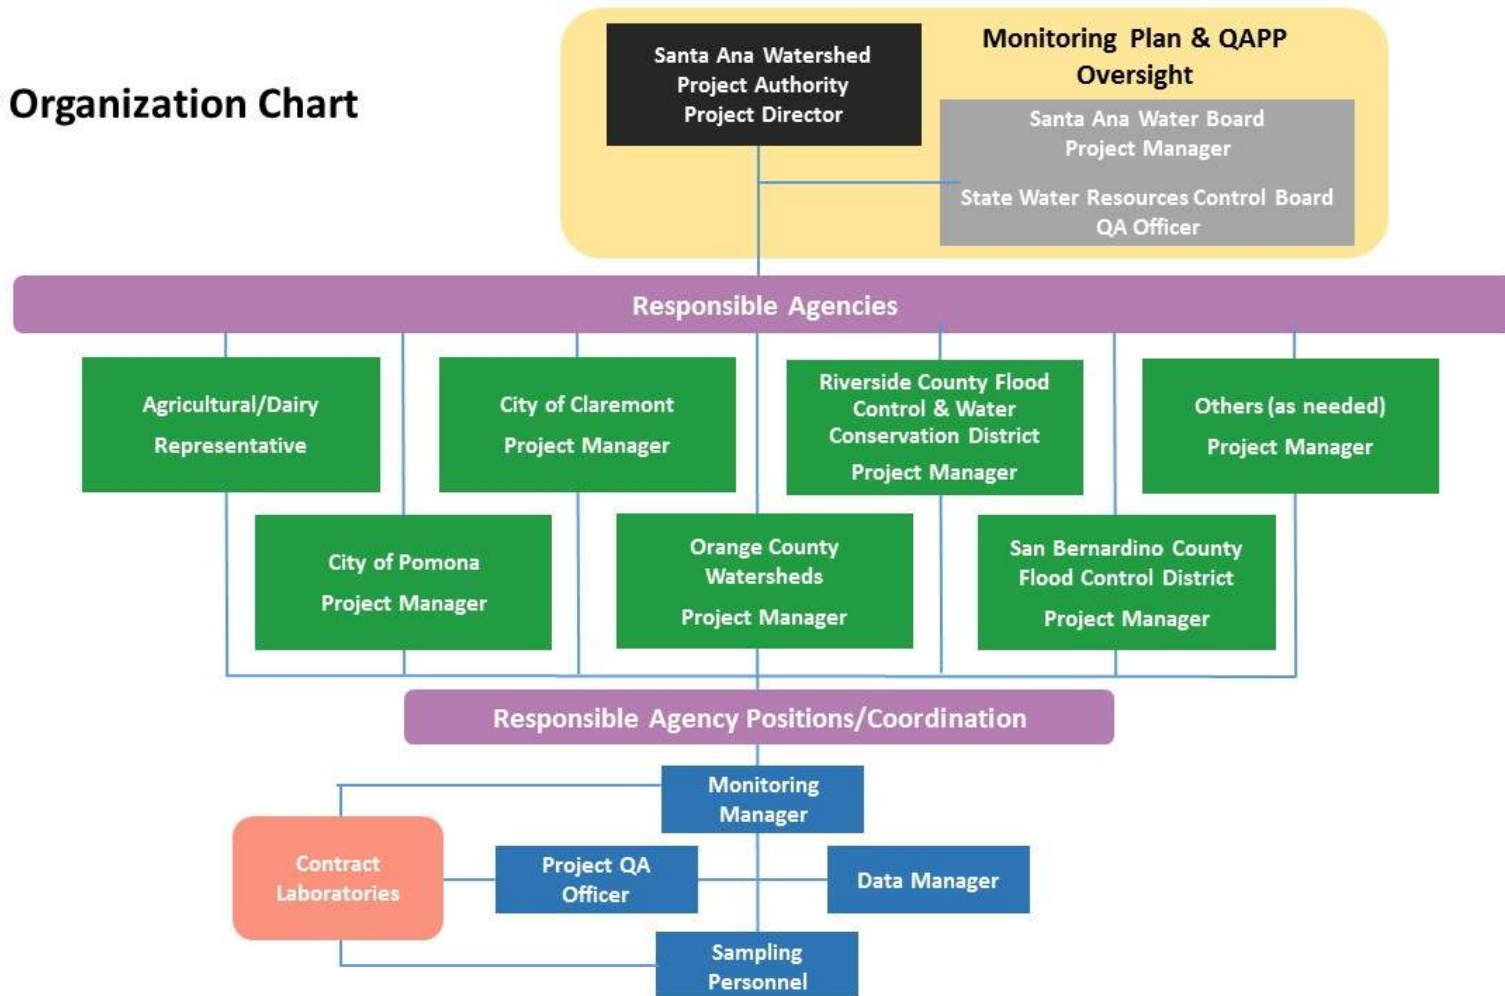 Organization Chart
Santa Ana Watershed
Project Authority
Project Director
Monitoring Plan & QAPP
Oversight
Santa Ana Water Board
Project Manager
State Water Resources Control Board
QA Officer
Responsible Agencies
Agricultural/Dairy
Representative
City of Claremont
Project Manager
Riverside County Flood
Control & Water
Conservation District
Project Manager
Others (as needed)
Project Manager
City of Pomona
Project Manager
Orange County
Watersheds
Project Manager
San Bernardino County
Flood Control District
Project Manager
Responsible Agency Positions/Coordination
Monitoring
Manager
Contract
Laboratories
Project QA
Officer
Data Manager
Sampling
Personnel